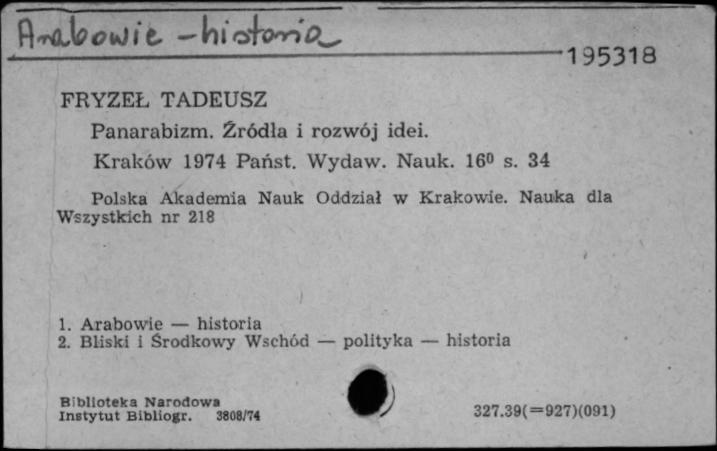 Arabowie - historia
195318
FRYZEŁ TADEUSZ
Panarabizm. Źródła i rozwój idei.
Kraków 1974 Państ. Wydaw. Nauk. 16⁰ s. 34
Polska Akademia Nauk Oddział w Krakowie. Nauka dla
Wszystkich nr 218
1. Arabowie — historia
2. Bliski i Środkowy Wschód — polityka — historia
Biblioteka Narodowa
Instytut Bibliogr. 3808/74
327.39(=927)(091)